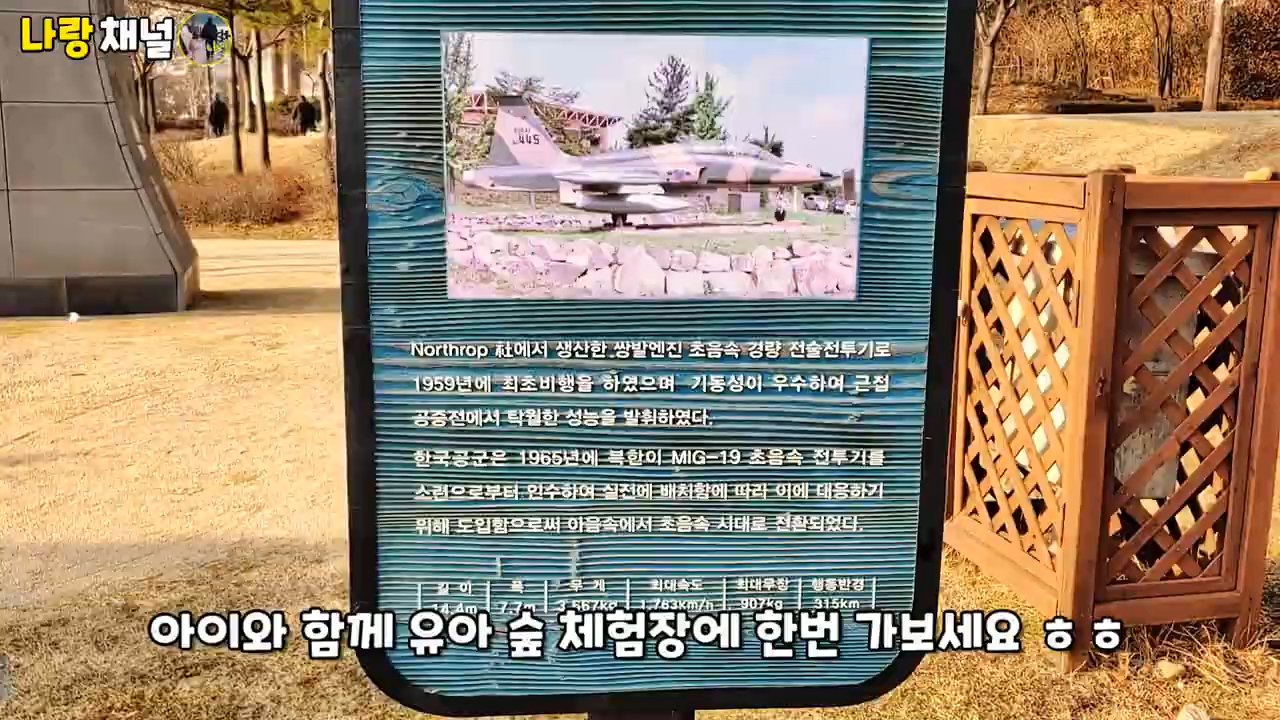 나랑 채널
445
Northrop 社에서 생산한 쌍발엔진 초음속 경량 전술전투기로
1959년에 최초비행을 하였으며 기동성이 우수하여 근접
공중전에서 탁월한 성능을 발휘하였다.
한국공군은 1965년에 북한이 MIG-19 초음속 전투기를
소련으로부터 인수하여 실전에 배치함에 따라 이에 대응하기
위해 도입함으로써 아음속에서 초음속 시대로 전환되었다.
길 이 폭 무 게 최대속도 최대무장 행동반경
14.4m 7.7m 3,667kg 1,763km/h 907kg 315km
아이와 함께 유아 숲 체험장에 한번 가보세요 ㅎㅎ